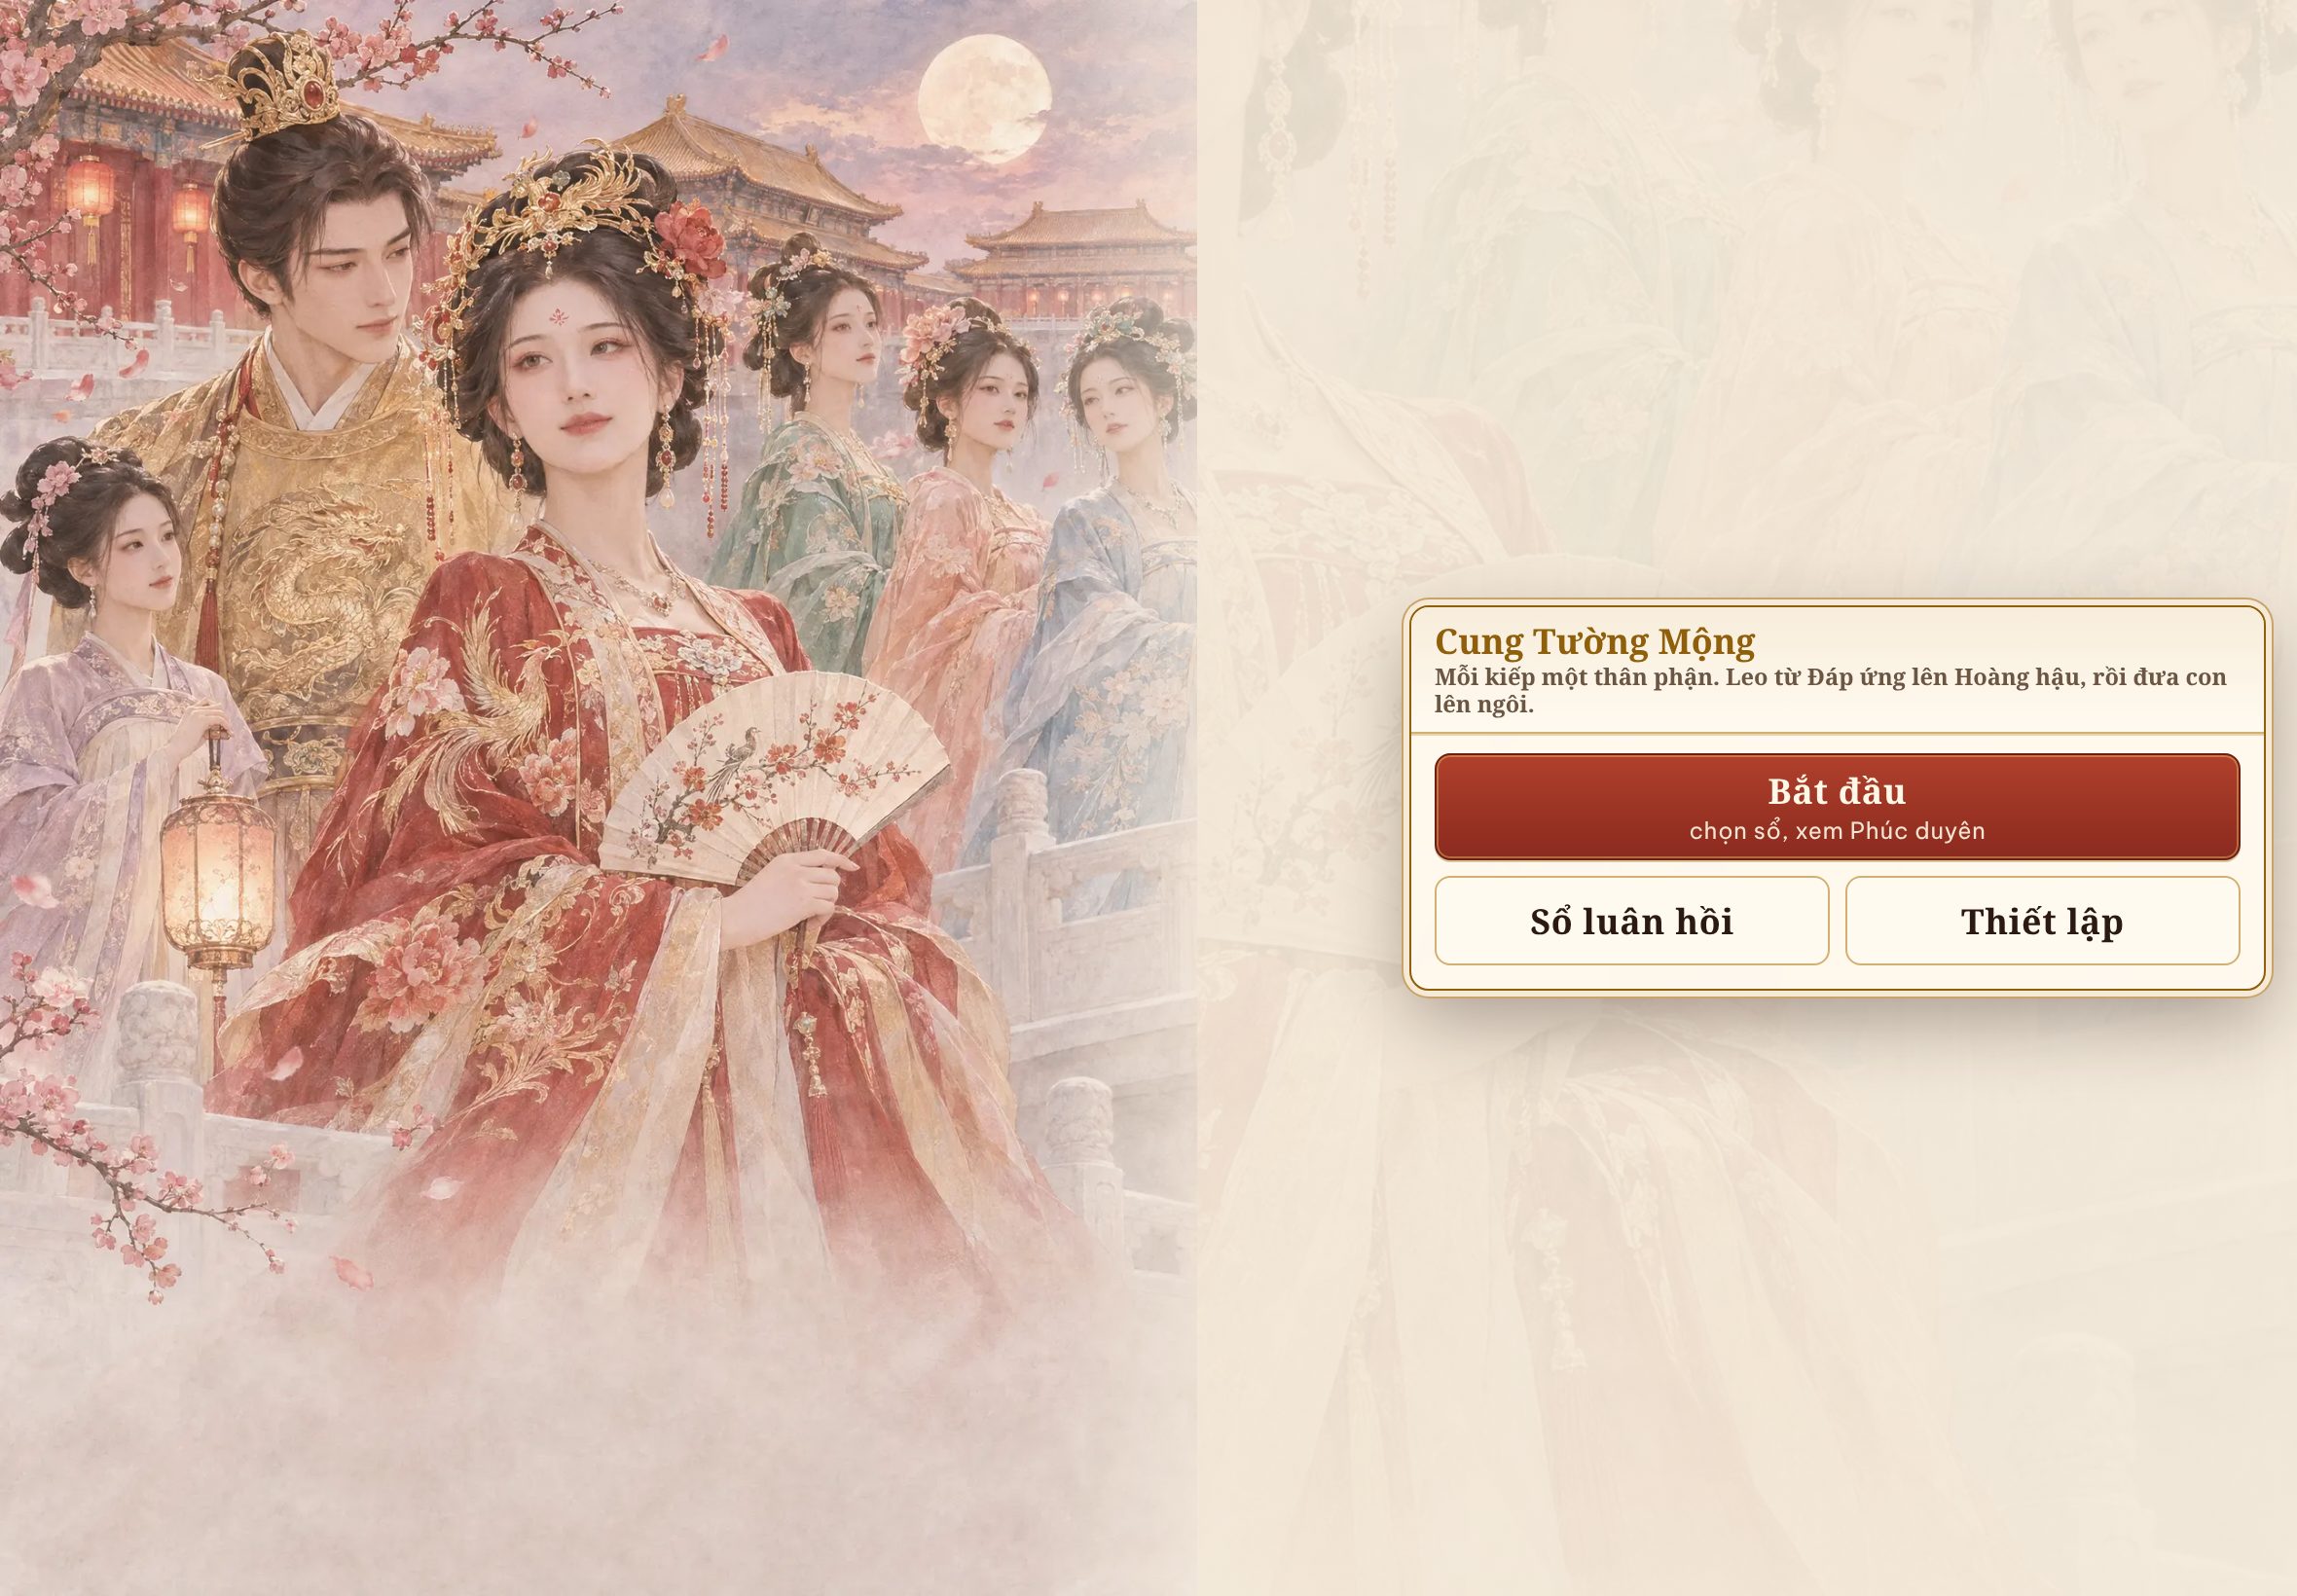 Cung Tường Mộng
Mỗi kiếp một thân phận. Leo từ Đáp ứng lên Hoàng hậu, rồi đưa con
lên ngôi.
Bắt đầu
chọn sổ, xem Phúc duyên
Sổ luân hồi
Thiết lập